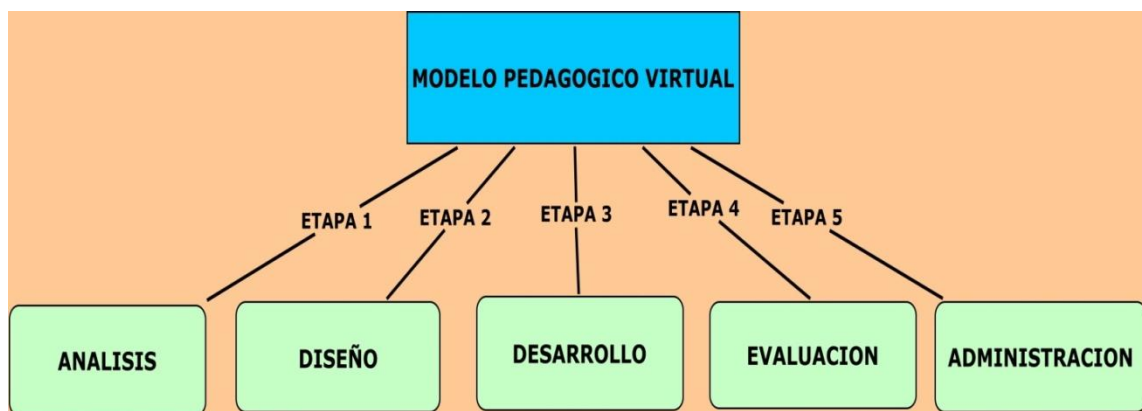 MODELO PEDAGOGICO VIRTUAL
ETAPA 1
ETAPA 2
ETAPA 3
ETAPA 4
ETAPA 5
ANALISIS
DISEÑO
DESARROLLO
EVALUACION
ADMINISTRACION